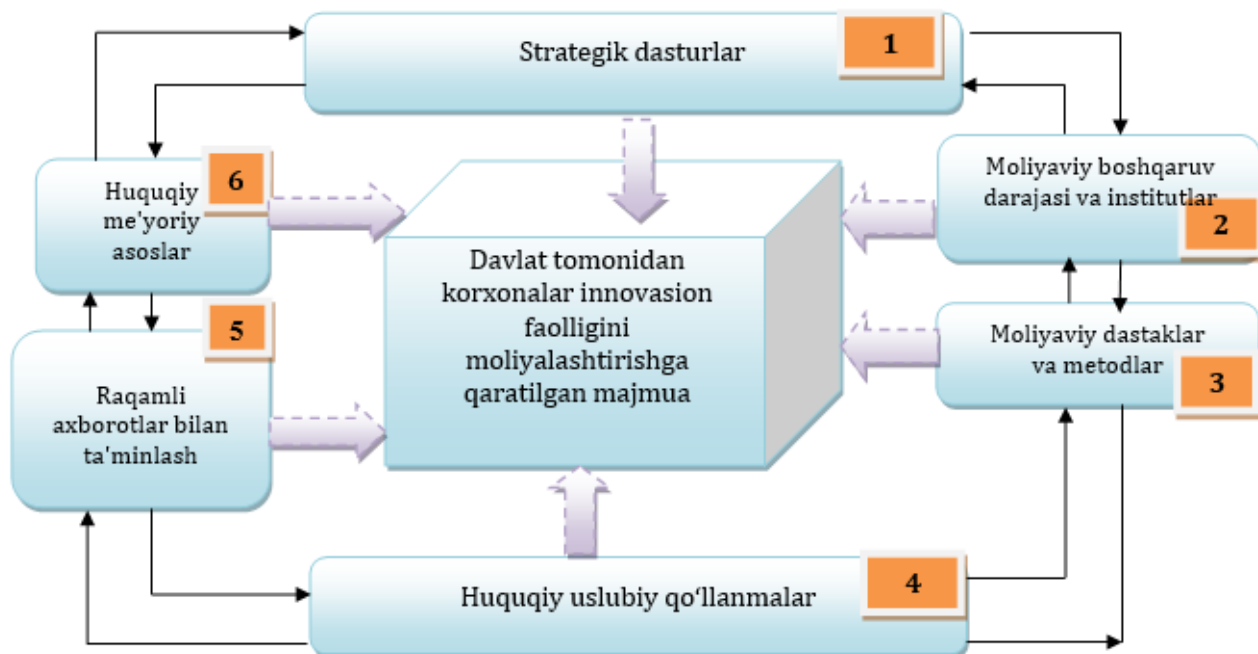 Strategik dasturlar
1
Moliyaviy boshqaruv
darajasi va institutlar
2
Moliyaviy dastaklar
va metodlar
3
Huquqiy uslubiy qo‘llanmalar
4
Raqamli
axborotlar bilan
ta'minlash
5
Huquqiy
me'yoriy
asoslar
6
Davlat tomonidan
korxonalar innovasion
faolligini
moliyalashtirishga
qaratilgan majmua